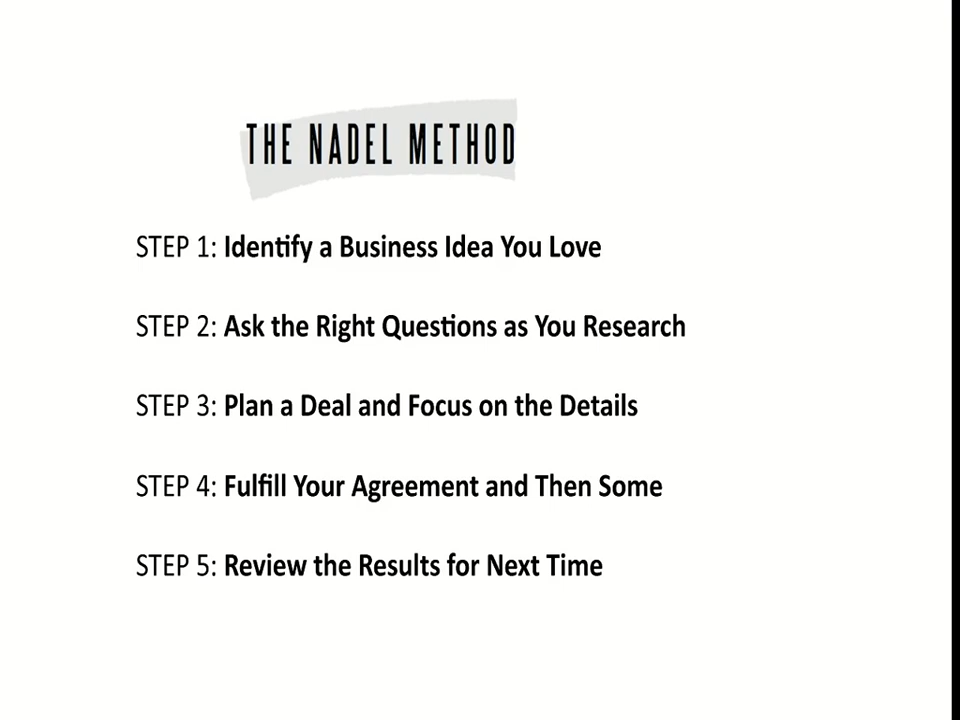 THE NADEL METHOD
STEP 1: Identify a Business Idea You Love
STEP 2: Ask the Right Questions as You Research
STEP 3: Plan a Deal and Focus on the Details
STEP 4: Fulfill Your Agreement and Then Some
STEP 5: Review the Results for Next Time